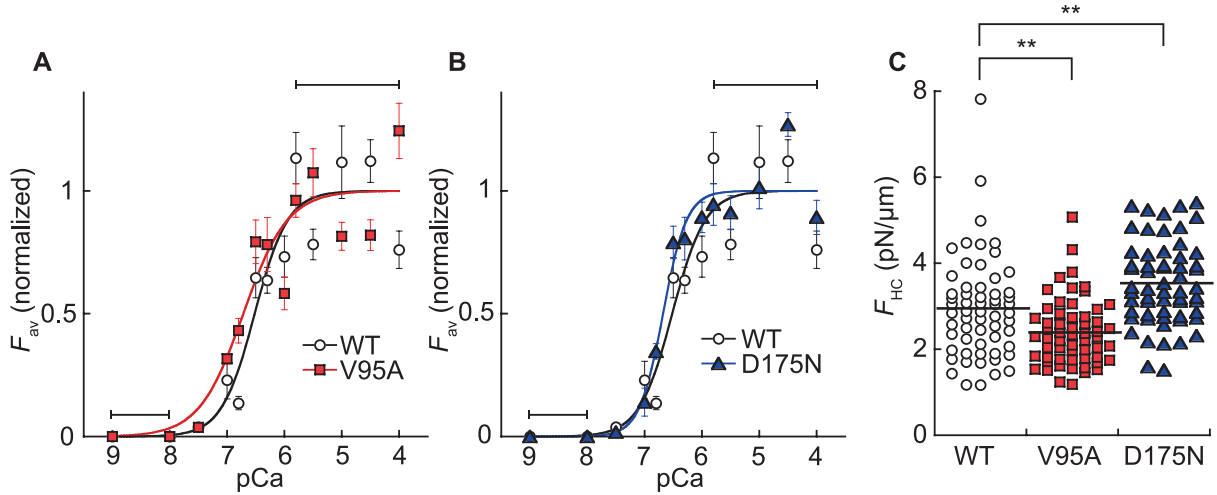 A
F_av (normalized)
1
0.5
0
9 8 7 6 5 4
pCa
WT
V95A
B
F_av (normalized)
1
0.5
0
9 8 7 6 5 4
pCa
WT
D175N
C
**
**
F_HC (pN/μm)
8
6
4
2
0
WT V95A D175N